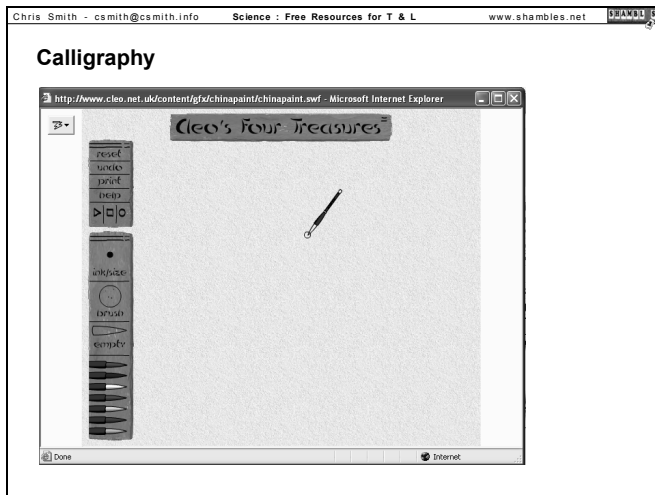 Chris Smith - csmith@csmith.info Science : Free Resources for T & L www.shambles.net SHAMBLES
Calligraphy
http://www.cleo.net.uk/content/gfx/chinapaint/chinapaint.swf - Microsoft Internet Explorer
Cleo's Four Treasures
reset
undo
print
help
ink/size
brush
empty
Done Internet